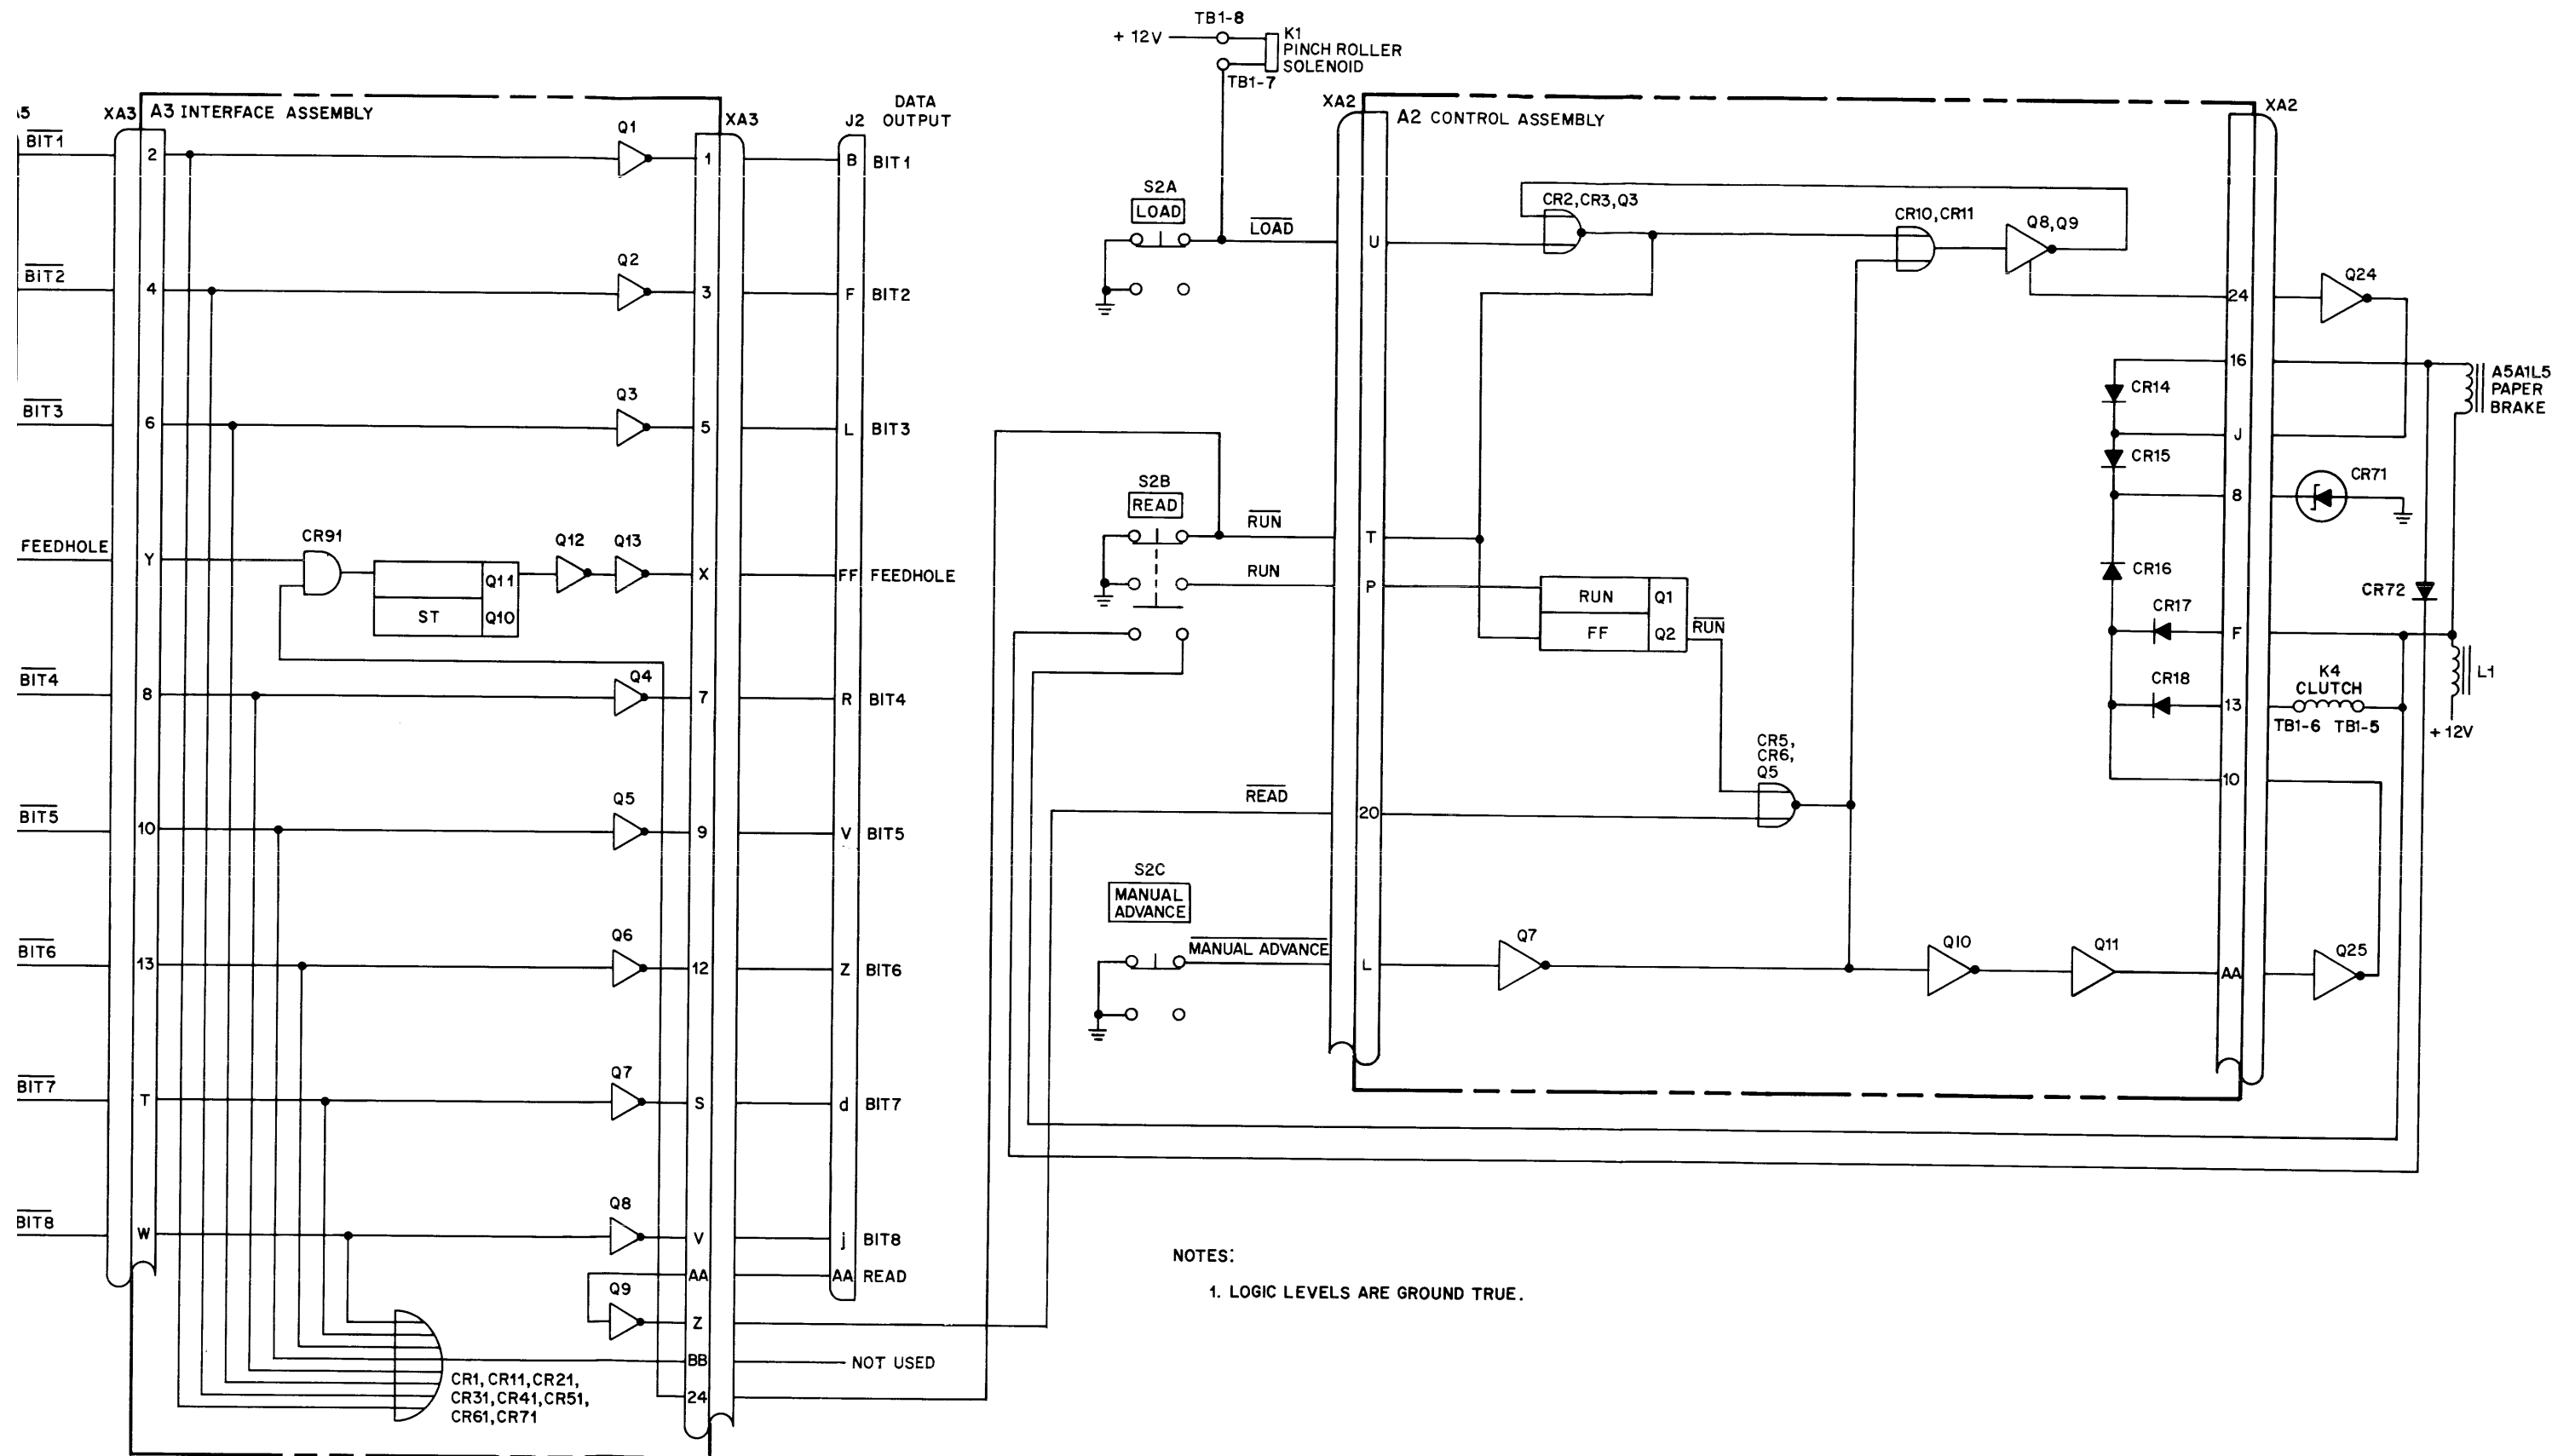 TB1-8
+ 12V
K1
PINCH ROLLER
SOLENOID
TB1-7
A5
XA3
A3 INTERFACE ASSEMBLY
XA3
DATA
OUTPUT
J2
BIT1
2
Q1
1
B
BIT1
BIT2
4
Q2
3
F
BIT2
BIT3
6
Q3
5
L
BIT3
FEEDHOLE
Y
CR91
Q11
ST
Q10
Q12
Q13
X
FF
FEEDHOLE
BIT4
8
Q4
7
R
BIT4
BIT5
10
Q5
9
V
BIT5
BIT6
13
Q6
12
Z
BIT6
BIT7
T
Q7
S
d
BIT7
BIT8
W
Q8
V
j
BIT8
AA
AA
READ
Q9
Z
BB
NOT USED
24
CR1, CR11, CR21,
CR31, CR41, CR51,
CR61, CR71
XA2
A2 CONTROL ASSEMBLY
XA2
S2A
LOAD
LOAD
U
CR2, CR3, Q3
CR10, CR11
Q8, Q9
24
Q24
16
CR14
A5A1L5
PAPER
BRAKE
J
CR15
8
CR71
S2B
READ
RUN
T
RUN
P
RUN
Q1
FF
Q2
RUN
CR16
CR17
F
CR72
CR18
13
K4
CLUTCH
TB1-6
TB1-5
L1
+ 12V
10
CR5,
CR6,
Q5
READ
20
S2C
MANUAL
ADVANCE
MANUAL ADVANCE
L
Q7
Q10
Q11
AA
Q25
NOTES:
1. LOGIC LEVELS ARE GROUND TRUE.